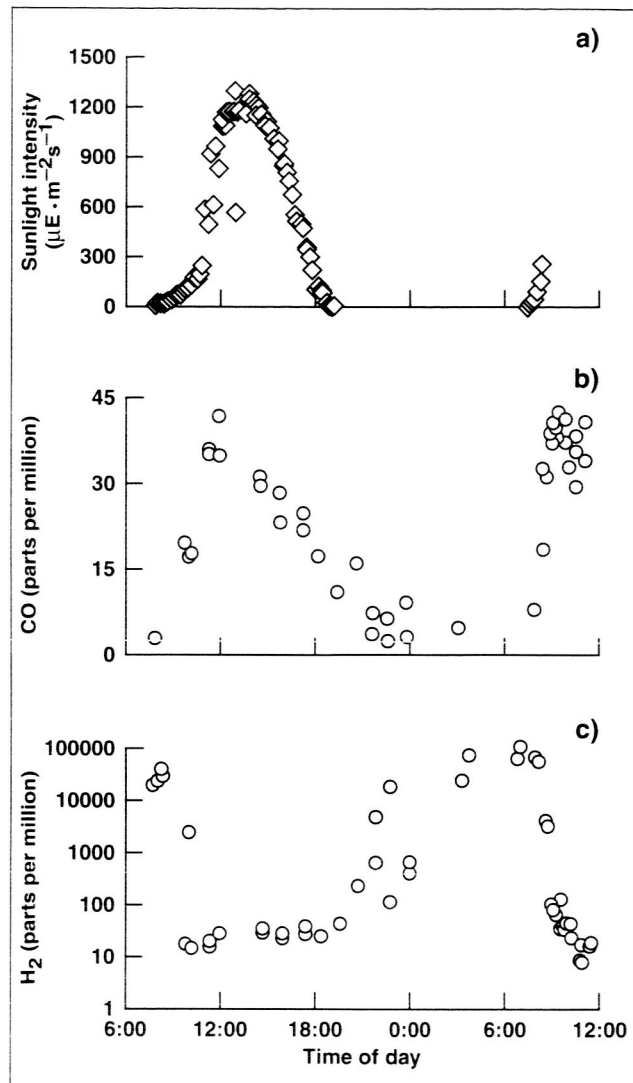 a)
1500
1200
900
600
300
0
Sunlight intensity
(µE · m⁻²s⁻¹)
b)
45
30
15
0
CO (parts per million)
c)
100000
10000
1000
100
10
1
H₂ (parts per million)
6:00 12:00 18:00 0:00 6:00 12:00
Time of day